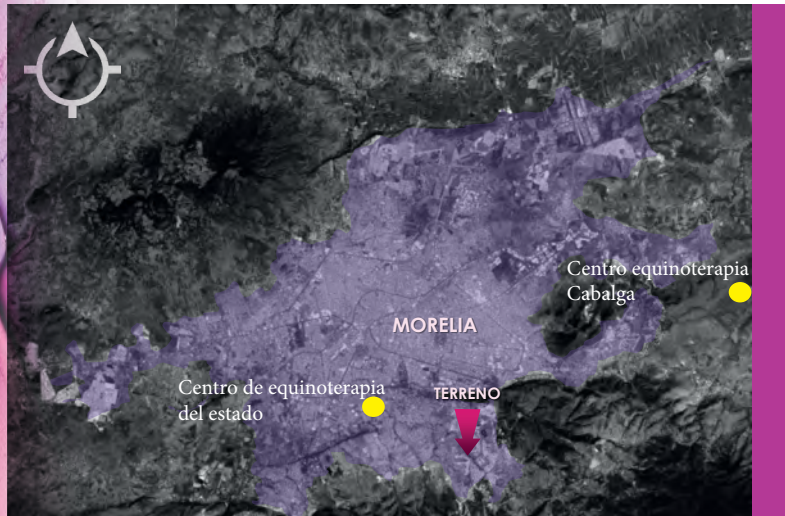 Centro equinoterapia
Cabalga
MORELIA
Centro de equinoterapia
del estado
TERRENO